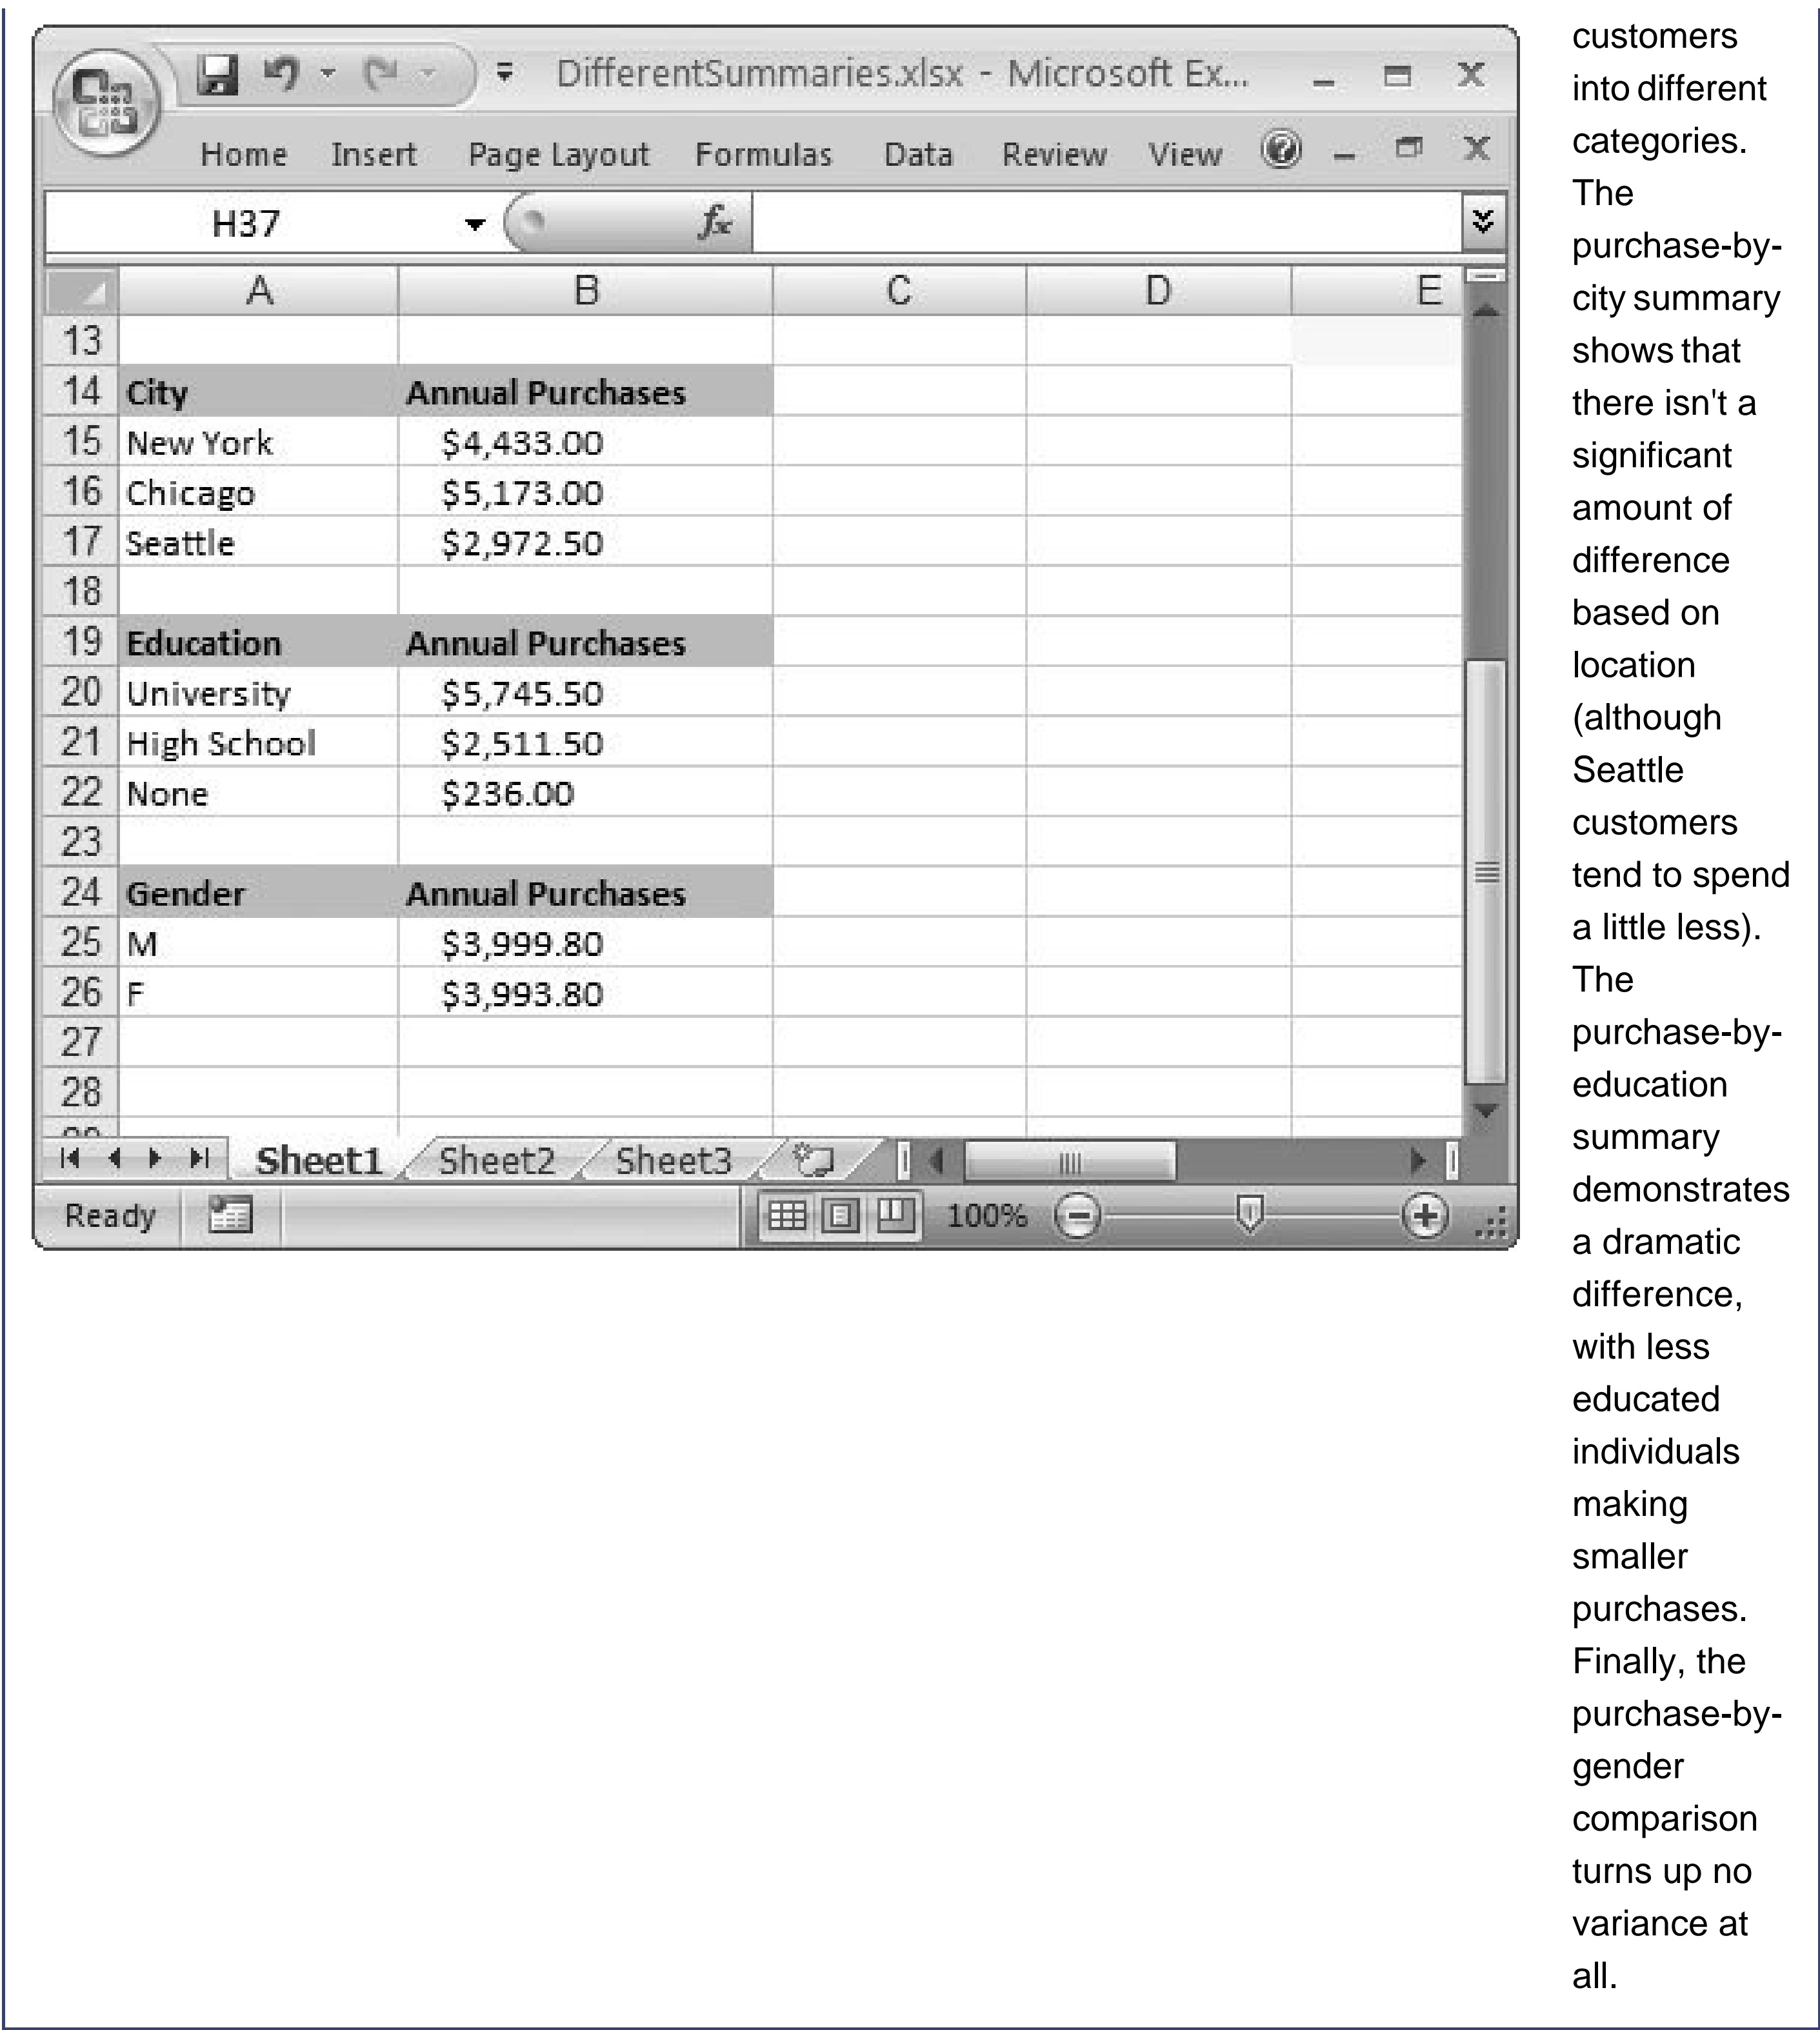 DifferentSummaries.xlsx - Microsoft Ex...
Home Insert Page Layout Formulas Data Review View
H37 fx
A B C D E
13
14 City Annual Purchases
15 New York $4,433.00
16 Chicago $5,173.00
17 Seattle $2,972.50
18
19 Education Annual Purchases
20 University $5,745.50
21 High School $2,511.50
22 None $236.00
23
24 Gender Annual Purchases
25 M $3,999.80
26 F $3,993.80
27
28
Sheet1 Sheet2 Sheet3
Ready 100%
customers
into different
categories.
The
purchase-by-
city summary
shows that
there isn't a
significant
amount of
difference
based on
location
(although
Seattle
customers
tend to spend
a little less).
The
purchase-by-
education
summary
demonstrates
a dramatic
difference,
with less
educated
individuals
making
smaller
purchases.
Finally, the
purchase-by-
gender
comparison
turns up no
variance at
all.